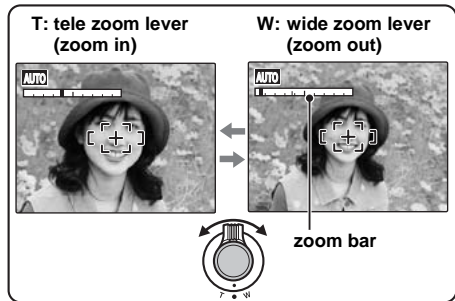 T: tele zoom lever
(zoom in)
W: wide zoom lever
(zoom out)
AUTO
AUTO
zoom bar
T W